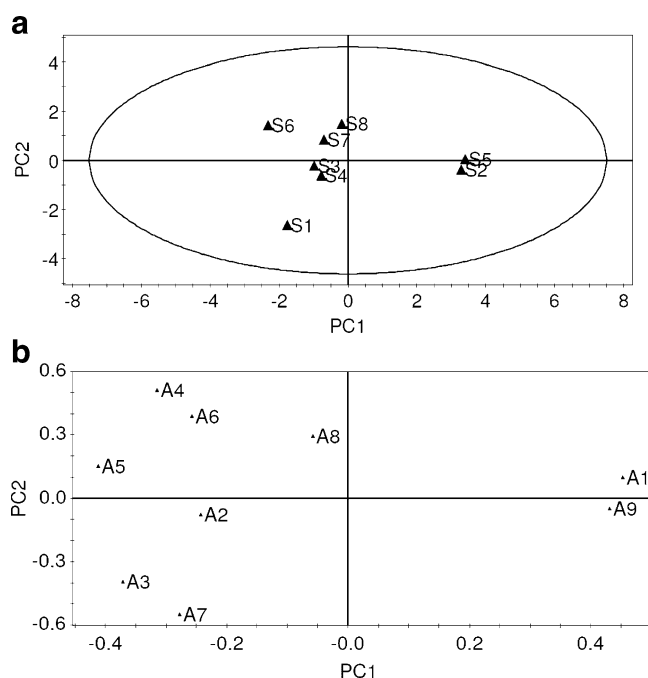 a
4
2
0
-2
-4
PC2
S6
S8
S7
S5
S3
S2
S4
S1
-8 -6 -4 -2 0 2 4 6 8
PC1
b
0.6
0.3
0.0
-0.3
-0.6
PC2
A4
A6
A8
A5
A1
A9
A2
A3
A7
-0.4 -0.2 -0.0 0.2 0.4
PC1